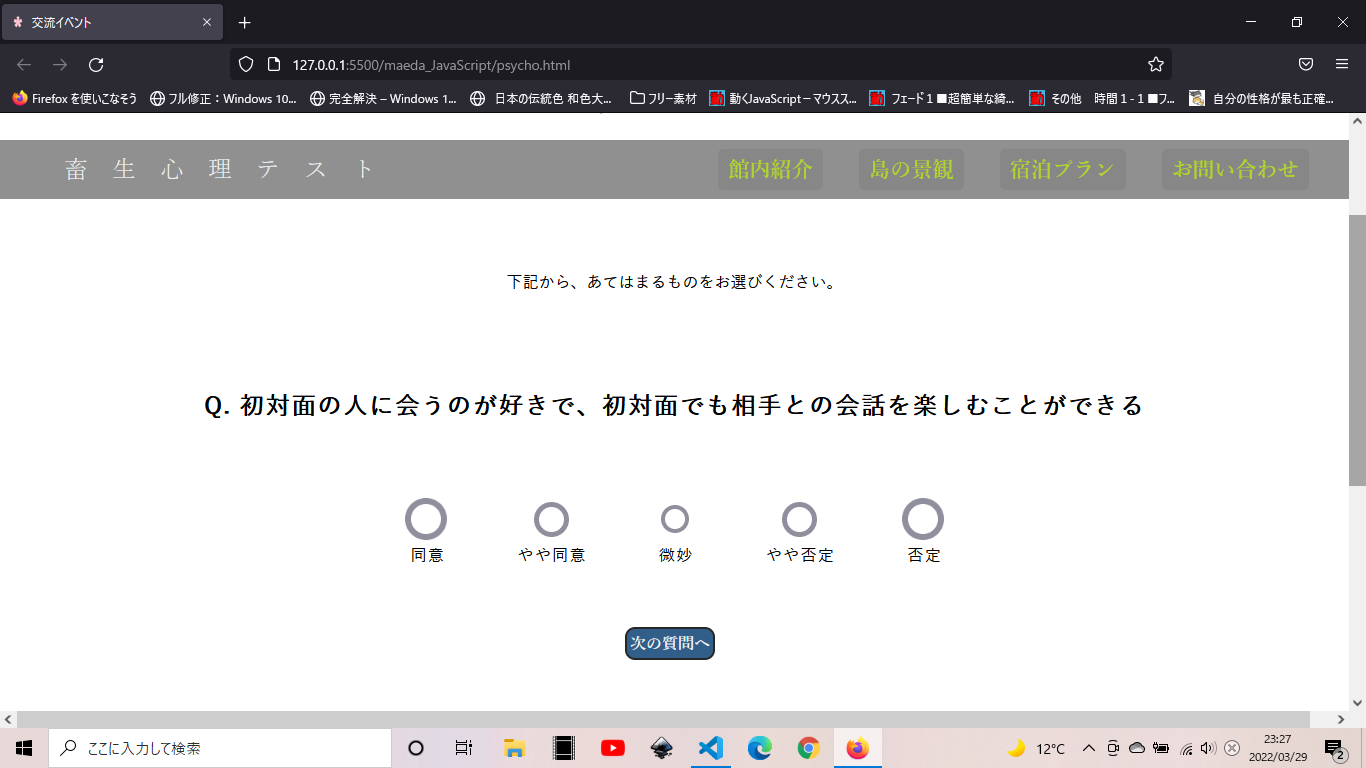 交流イベント
127.0.0.1:5500/maeda_JavaScript/psycho.html
Firefox を使いこなそう フル修正：Windows 10... 完全解決 – Windows 1... 日本の伝統色 和色大... フリー素材 動くJavaScript－マウスス... フェード１■超簡単な綺... その他　時間１-１■フ... 自分の性格が最も正確...
畜生心理テスト 館内紹介 島の景観 宿泊プラン お問い合わせ
下記から、あてはまるものをお選びください。
Q. 初対面の人に会うのが好きで、初対面でも相手との会話を楽しむことができる
同意 やや同意 微妙 やや否定 否定
次の質問へ
ここに入力して検索 12°C 23:27
2022/03/29 2